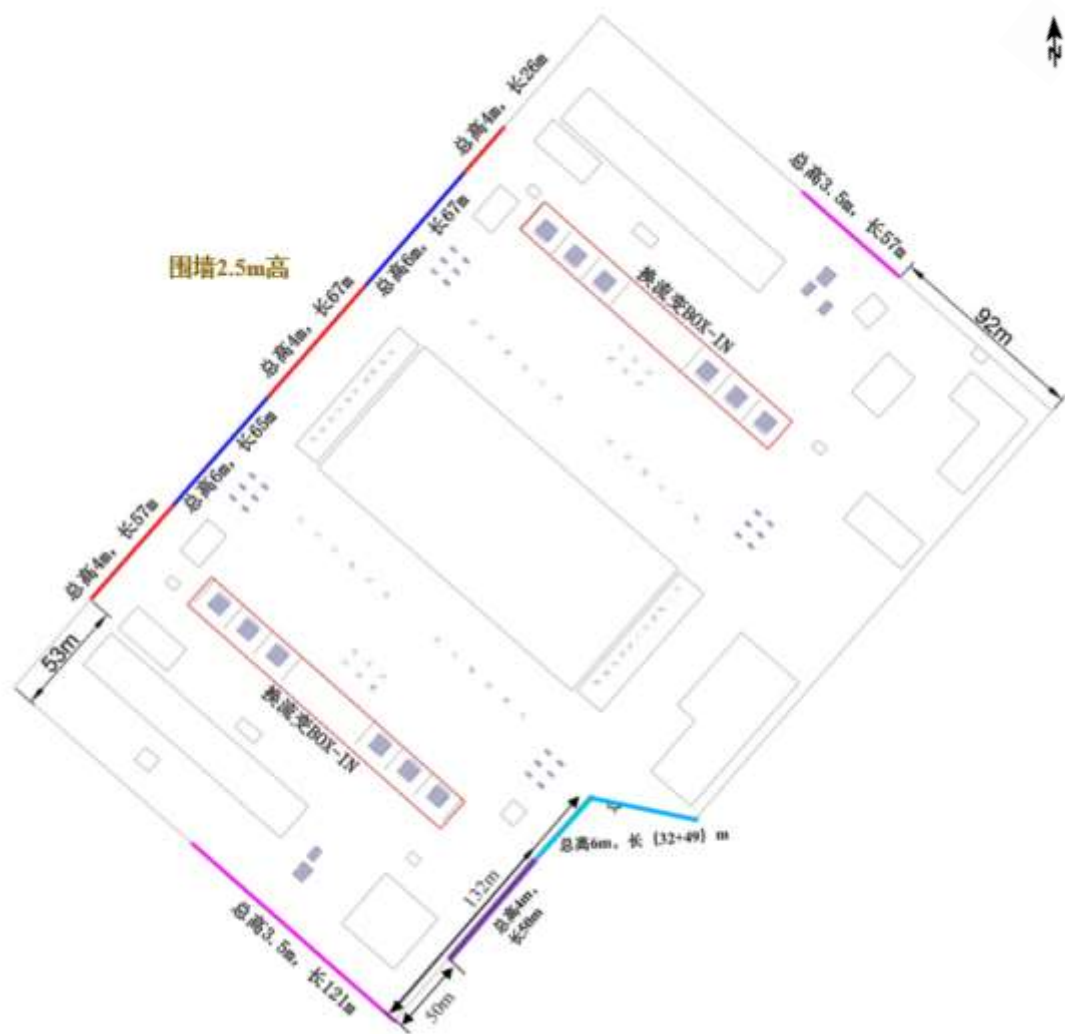 N
总高4m，长26m
总高3.5m，长57m
总高6m，长67m
围墙2.5m高
92m
换流变BOX-IN
总高4m，长67m
总高6m，长65m
总高4m，长57m
53m
换流变BOX-IN
总高6m，长(32+49)m
132m
总高4m，
长50m
总高3.5m，长121m
50m